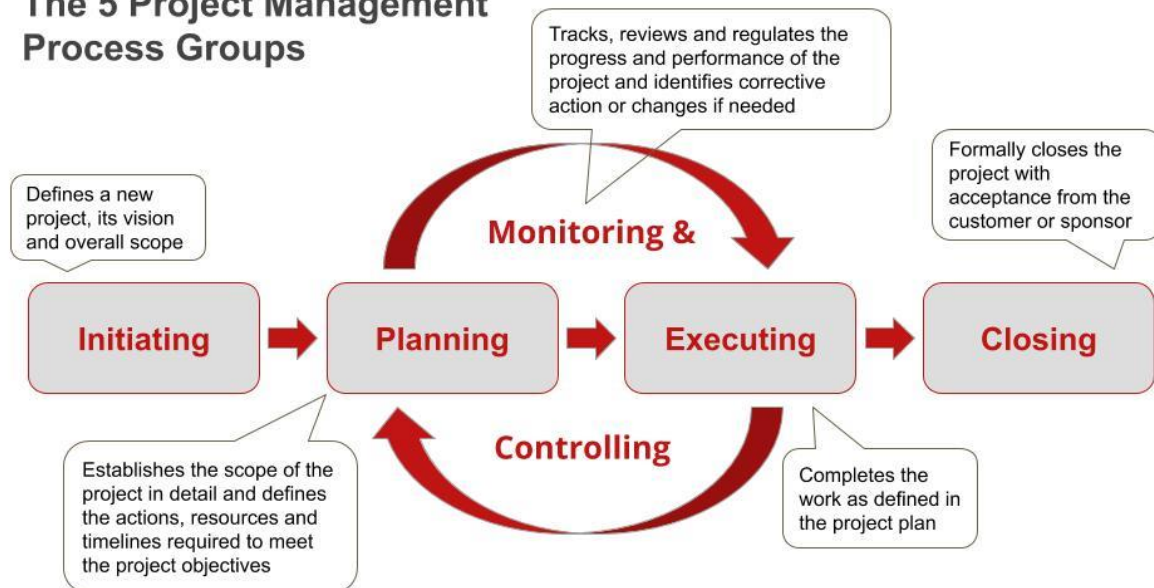 The 5 Project Management
Process Groups
Tracks, reviews and regulates the
progress and performance of the
project and identifies corrective
action or changes if needed
Formally closes the
project with
acceptance from the
customer or sponsor
Defines a new
project, its vision
and overall scope
Monitoring &
Initiating
Planning
Executing
Closing
Controlling
Establishes the scope of the
project in detail and defines
the actions, resources and
timelines required to meet
the project objectives
Completes the
work as defined in
the project plan